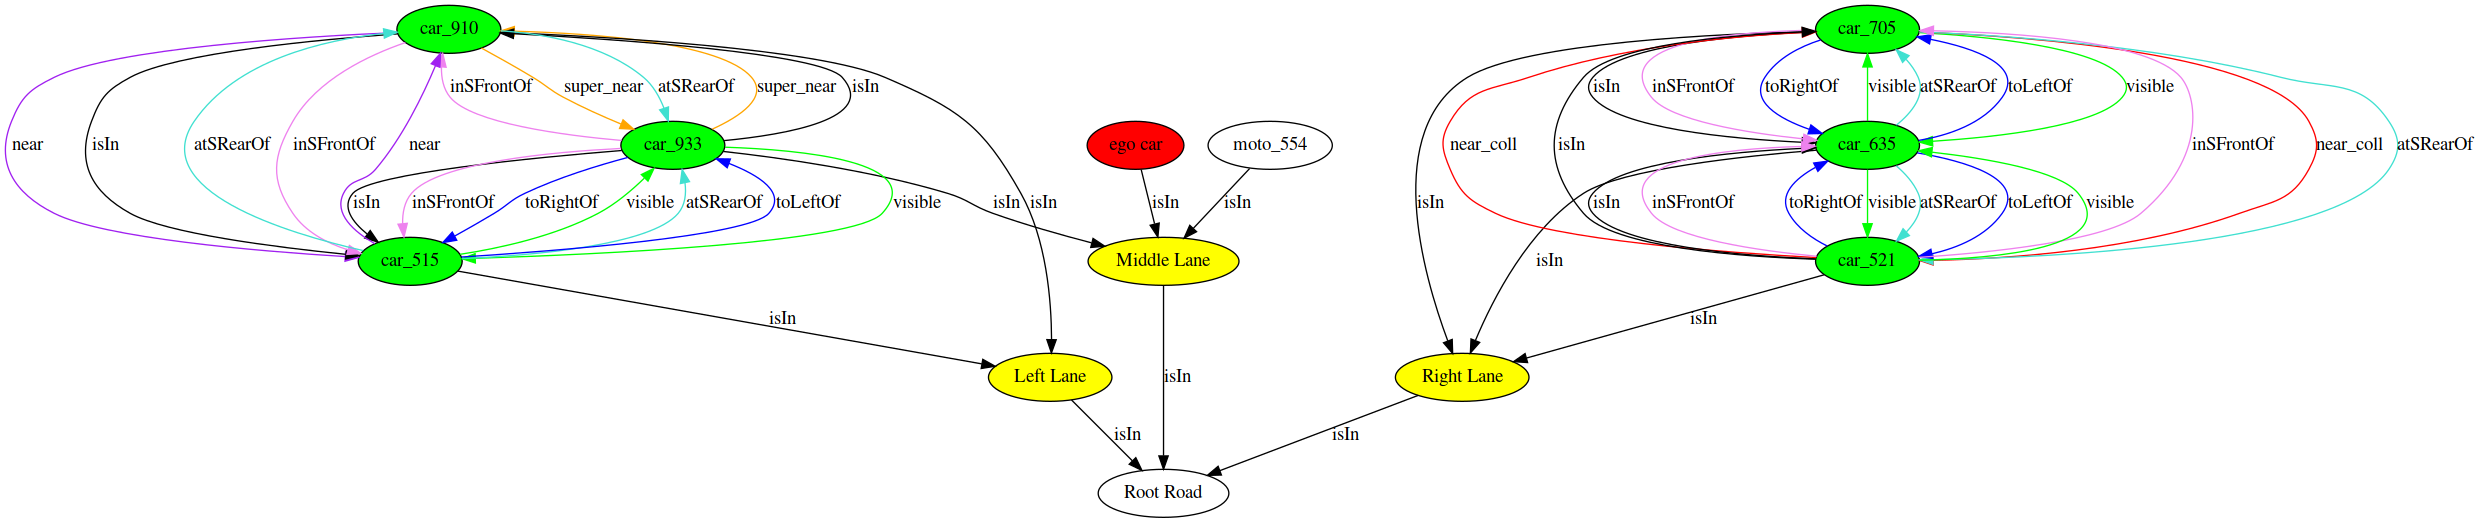 car_910
car_705
inSFrontOf
super_near
atSRearOf
super_near
isIn
isIn
inSFrontOf
toRightOf
visible
atSRearOf
toLeftOf
visible
near
isIn
atSRearOf
inSFrontOf
near
car_933
ego car
moto_554
near_coll
isIn
car_635
inSFrontOf
near_coll
atSRearOf
isIn
inSFrontOf
toRightOf
visible
atSRearOf
toLeftOf
visible
isIn
isIn
isIn
isIn
isIn
isIn
inSFrontOf
toRightOf
visible
atSRearOf
toLeftOf
visible
car_515
Middle Lane
isIn
car_521
isIn
isIn
Left Lane
isIn
Right Lane
isIn
isIn
Root Road